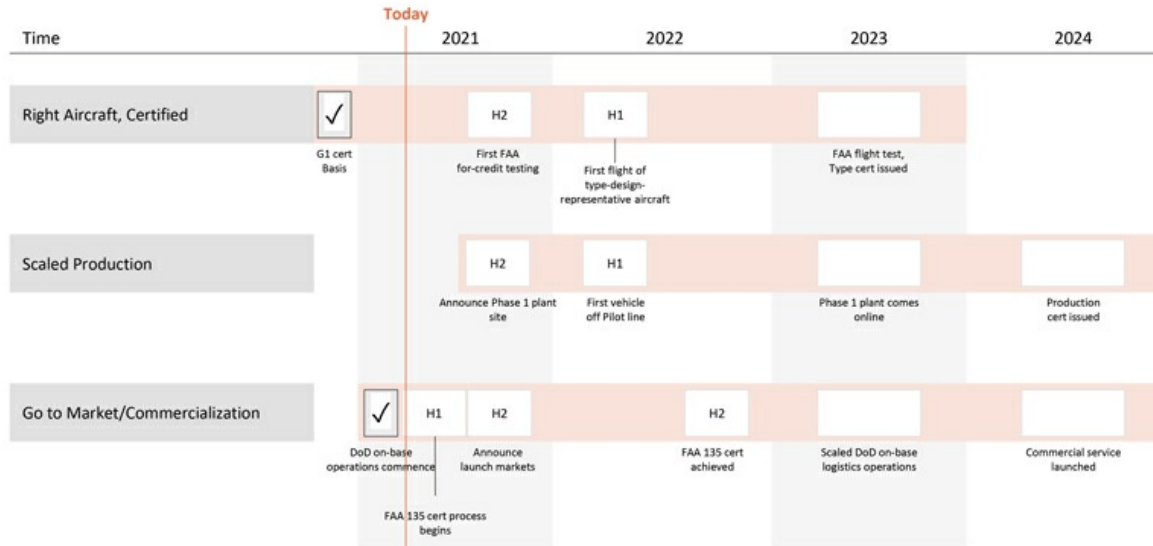 Today
Time
2021
2022
2023
2024
Right Aircraft, Certified
✓
H2
H1
G1 cert
Basis
First FAA
for-credit testing
First flight of
type-design-
representative aircraft
FAA flight test,
Type cert issued
Scaled Production
H2
H1
Announce Phase 1 plant
site
First vehicle
off Pilot line
Phase 1 plant comes
online
Production
cert issued
Go to Market/Commercialization
✓
H1
H2
H2
DoD on-base
operations commence
Announce
launch markets
FAA 135 cert
achieved
Scaled DoD on-base
logistics operations
Commercial service
launched
FAA 135 cert process
begins